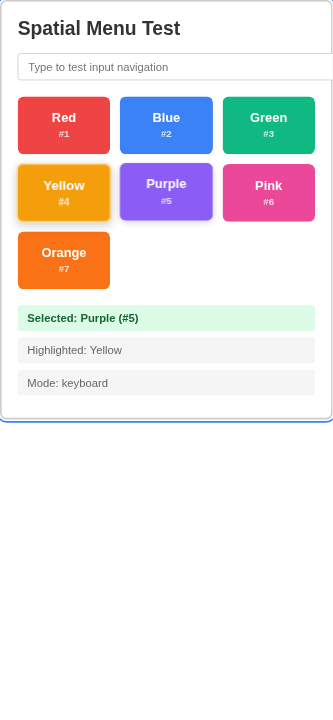 Spatial Menu Test
Type to test input navigation
Red
#1
Blue
#2
Green
#3
Yellow
#4
Purple
#5
Pink
#6
Orange
#7
Selected: Purple (#5)
Highlighted: Yellow
Mode: keyboard